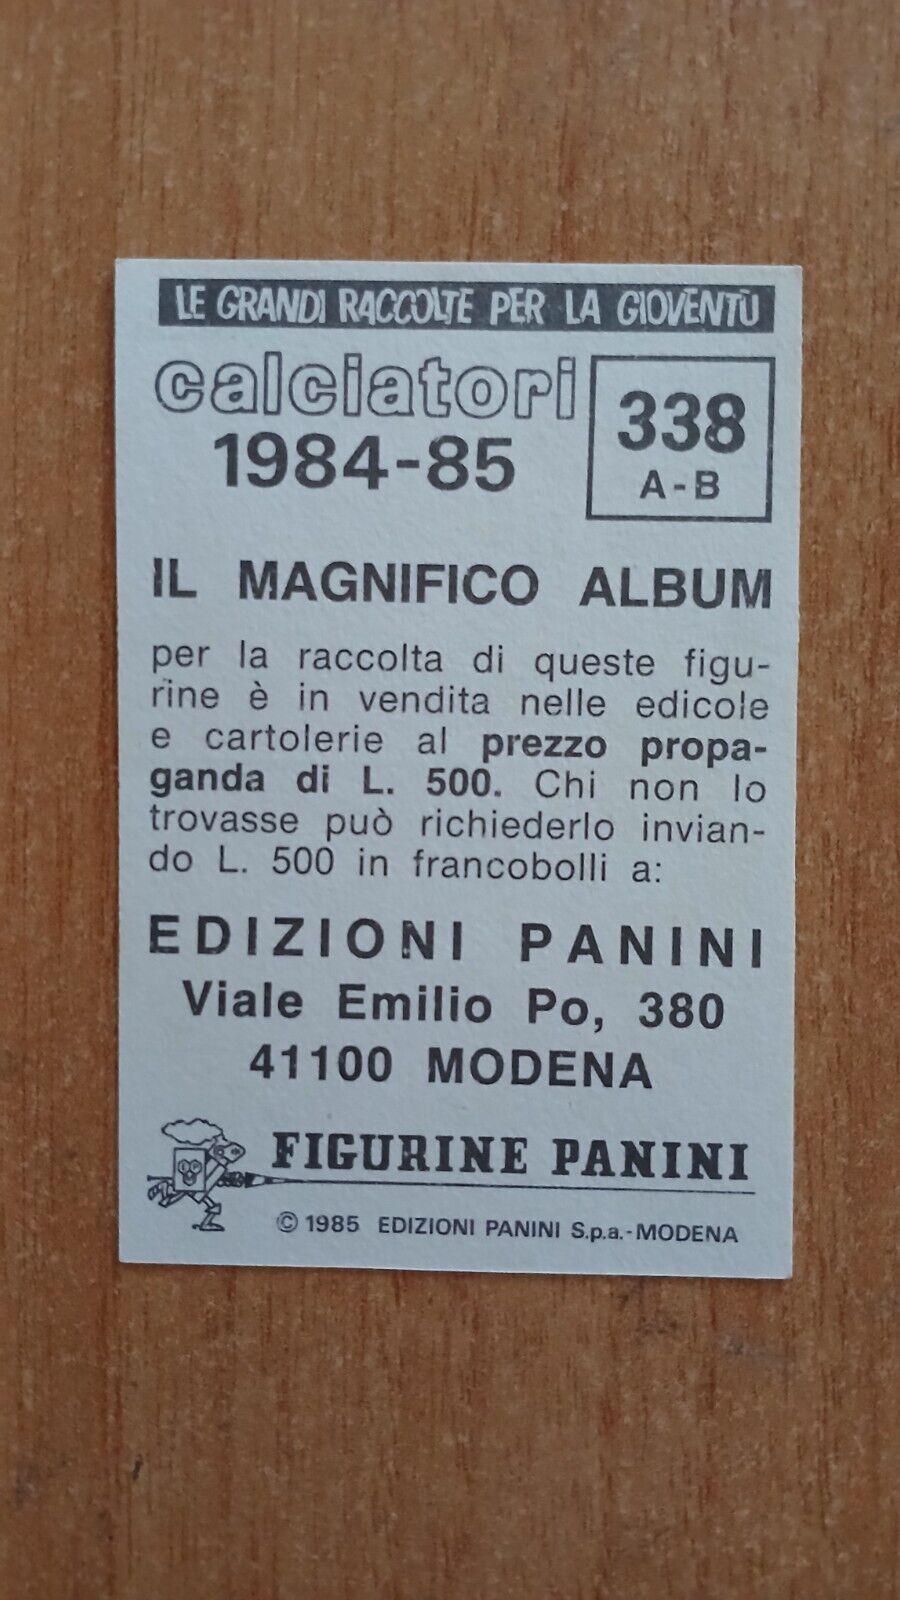 LE GRANDI RACCOLTE PER LA GIOVENTÙ
calciatori
1984-85
338
A-B
IL MAGNIFICO ALBUM
per la raccolta di queste figu-
rine è in vendita nelle edicole
e cartolerie al prezzo propa-
ganda di L. 500. Chi non lo
trovasse può richiederlo invian-
do L. 500 in francobolli a:
EDIZIONI PANINI
Viale Emilio Po, 380
41100 MODENA
FIGURINE PANINI
© 1985 EDIZIONI PANINI S.p.a.-MODENA